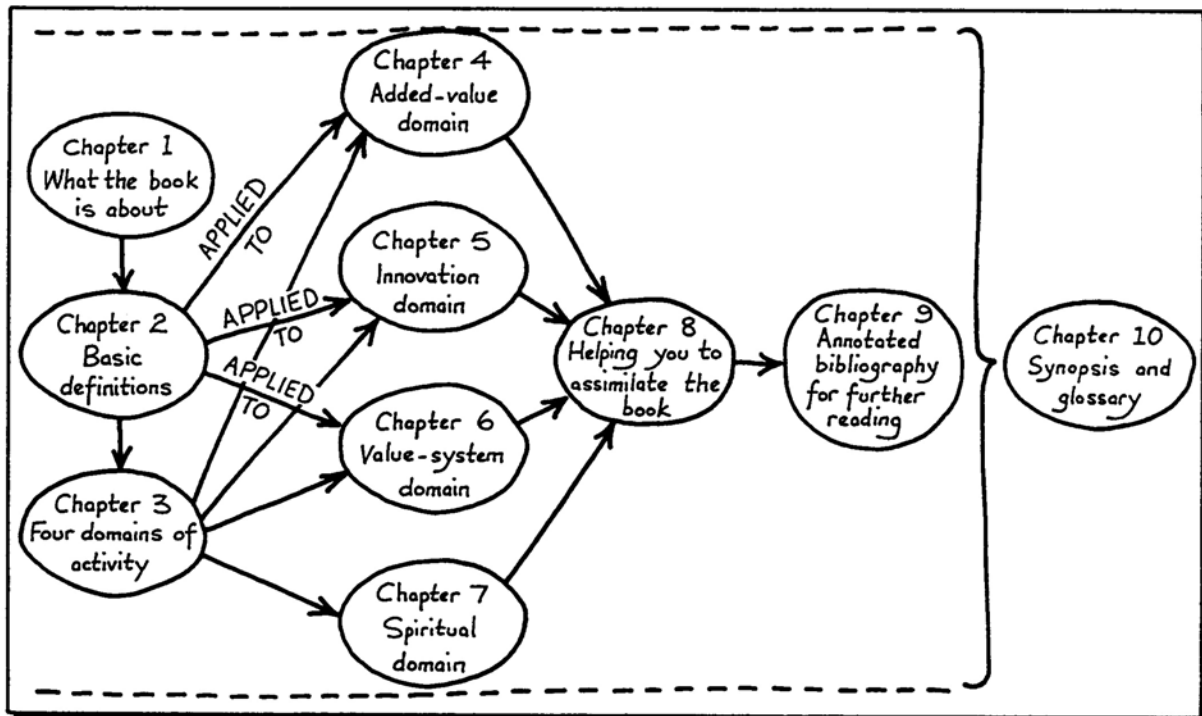 Chapter 1
What the book
is about
Chapter 2
Basic
definitions
Chapter 3
Four domains of
activity
APPLIED
TO
APPLIED
TO
APPLIED
TO
Chapter 4
Added-value
domain
Chapter 5
Innovation
domain
Chapter 6
Value-system
domain
Chapter 7
Spiritual
domain
Chapter 8
Helping you to
assimilate the
book
Chapter 9
Annotated
bibliography
for further
reading
Chapter 10
Synopsis and
glossary